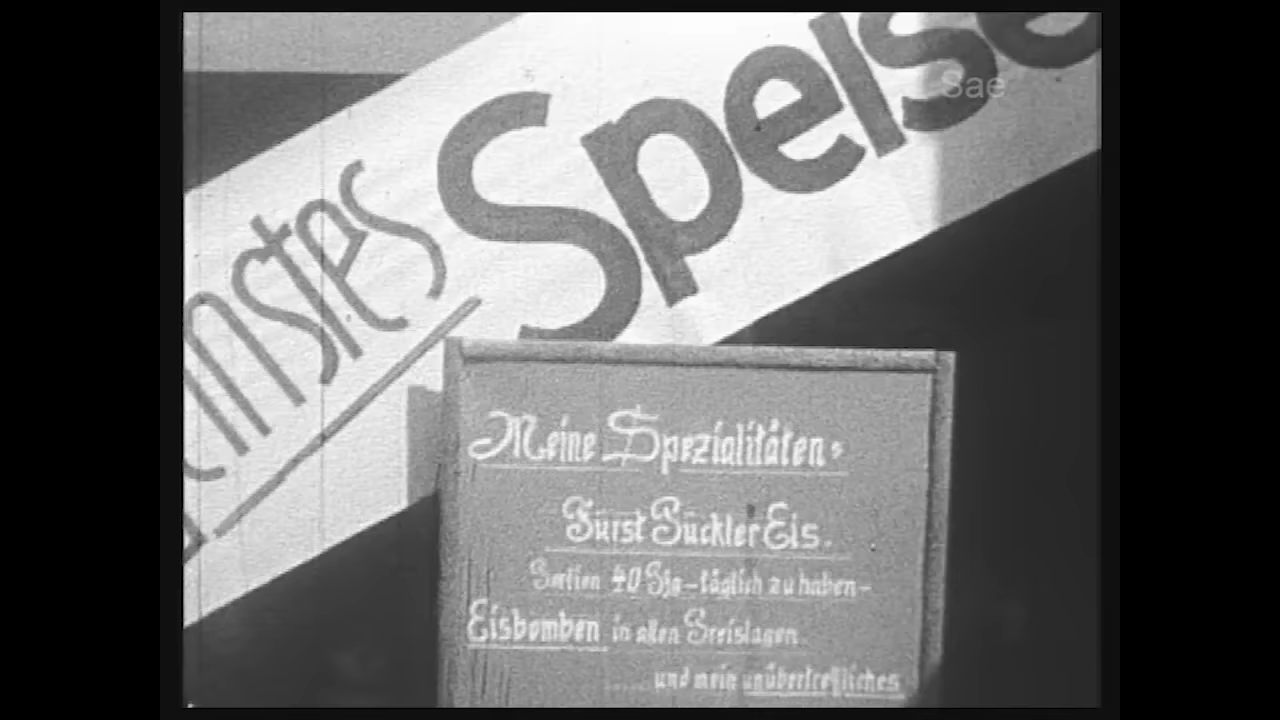 nstes Speise
Sae
Meine Spezialitäten:
Fürst Pückler Eis.
Portion 40 Pfg – täglich zu haben –
Eisbomben in allen Preislagen
und mein unübertreffliches